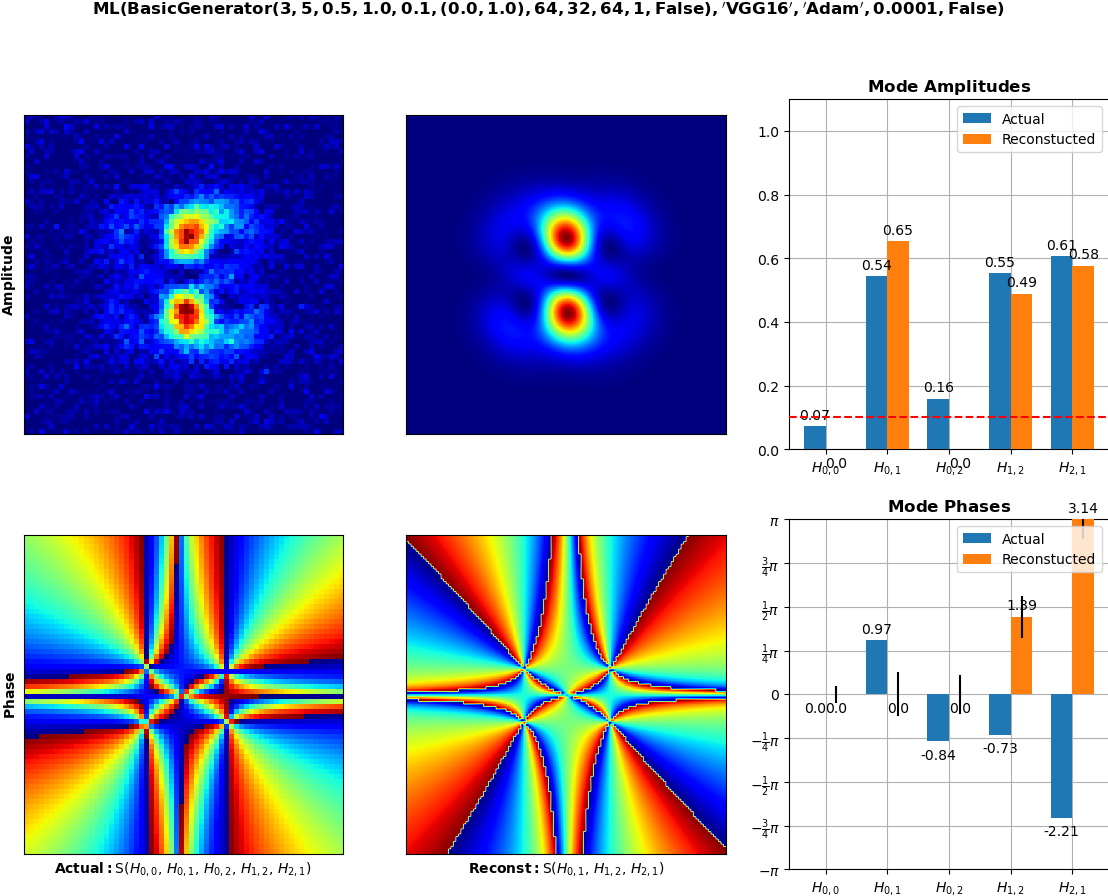 ML(BasicGenerator(3, 5, 0.5, 1.0, 0.1, (0.0, 1.0), 64, 32, 64, 1, False), ′VGG16′, ′Adam′, 0.0001, False)
Amplitude
Mode Amplitudes
Actual
Reconstucted
1.0
0.8
0.6
0.4
0.2
0.0
0.07
0.0
0.54
0.65
0.16
0.0
0.55
0.49
0.61
0.58
H0,0 H0,1 H0,2 H1,2 H2,1
Phase
Actual: S(H0,0, H0,1, H0,2, H1,2, H2,1)
Reconst: S(H0,1, H1,2, H2,1)
Mode Phases
Actual
Reconstucted
π
3/4π
1/2π
1/4π
0
−1/4π
−1/2π
−3/4π
−π
0.0
0.0
0.97
0.0
-0.84
0.0
-0.73
1.39
-2.21
3.14
H0,0 H0,1 H0,2 H1,2 H2,1